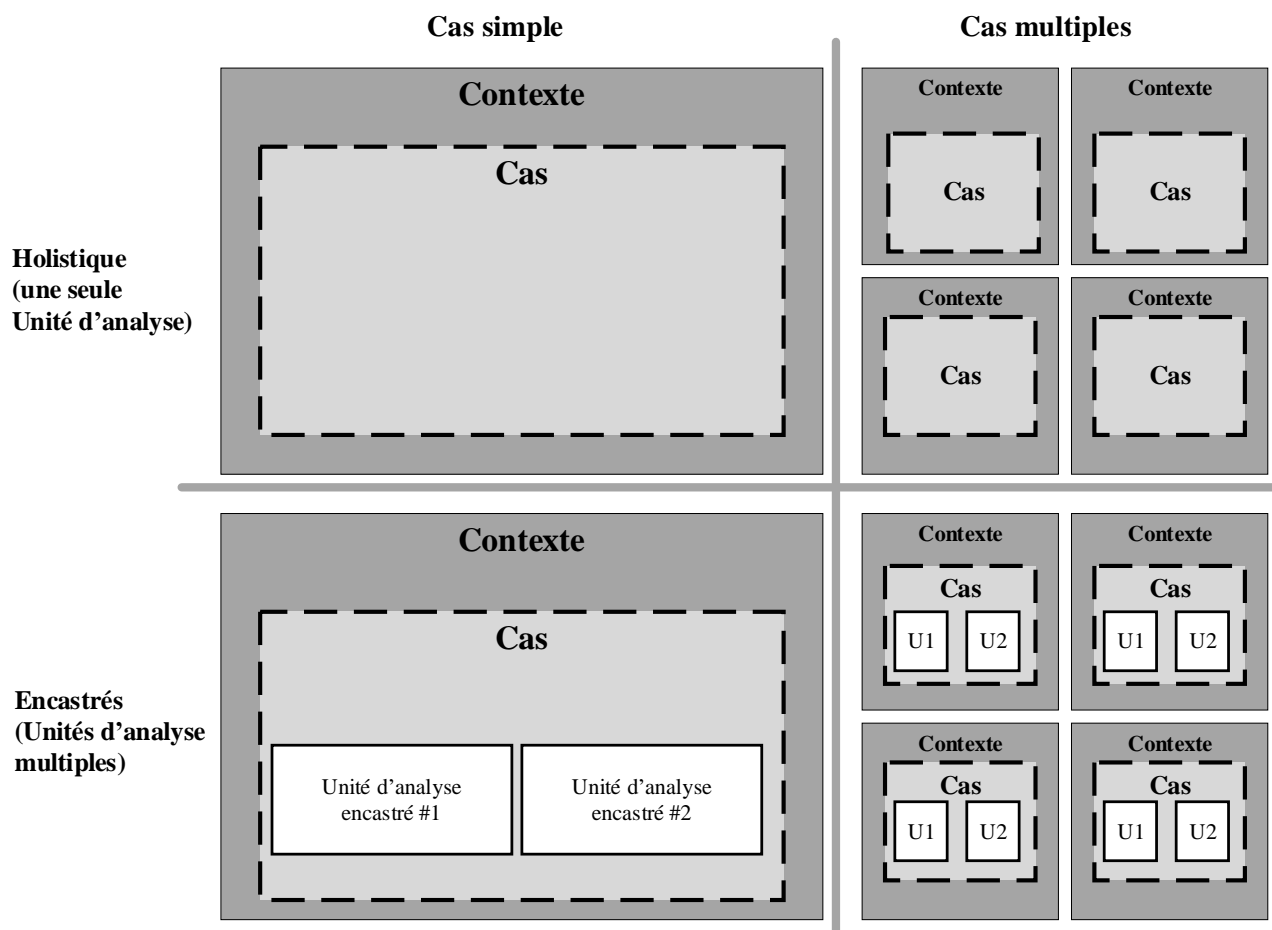 Cas simple
Cas multiples
Holistique
(une seule
Unité d’analyse)
Contexte
Cas
Contexte
Contexte
Cas
Cas
Contexte
Contexte
Cas
Cas
Encastrés
(Unités d’analyse
multiples)
Contexte
Cas
Unité d’analyse
encastré #1
Unité d’analyse
encastré #2
Contexte
Contexte
Cas
Cas
U1
U2
U1
U2
Contexte
Contexte
Cas
Cas
U1
U2
U1
U2